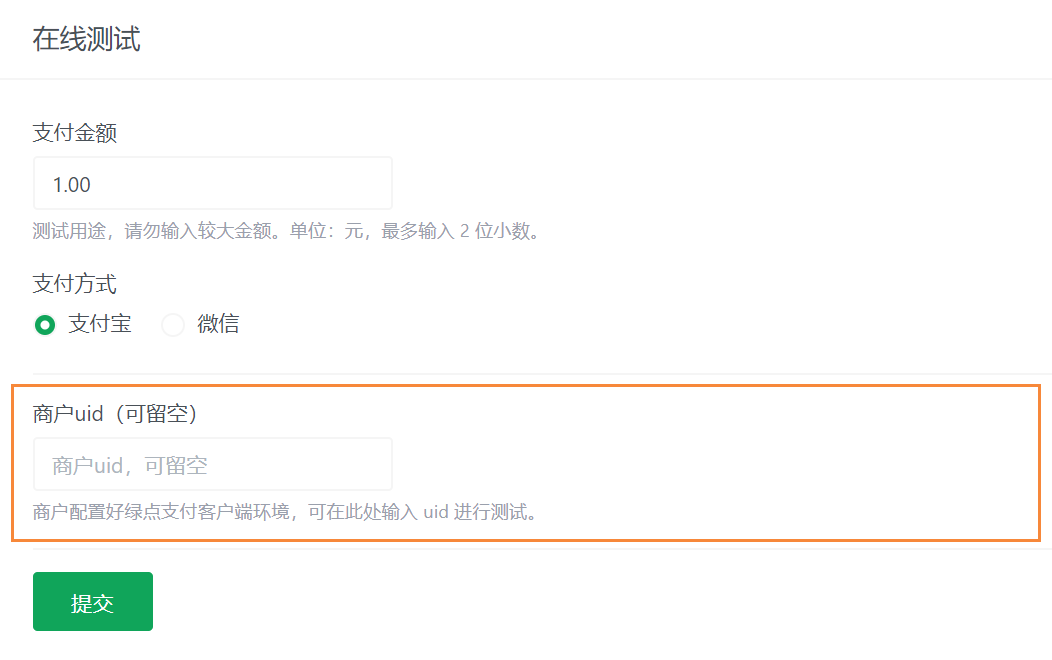 在线测试
支付金额
1.00
测试用途，请勿输入较大金额。单位：元，最多输入 2 位小数。
支付方式
支付宝 微信
商户uid（可留空）
商户uid，可留空
商户配置好绿点支付客户端环境，可在此处输入 uid 进行测试。
提交